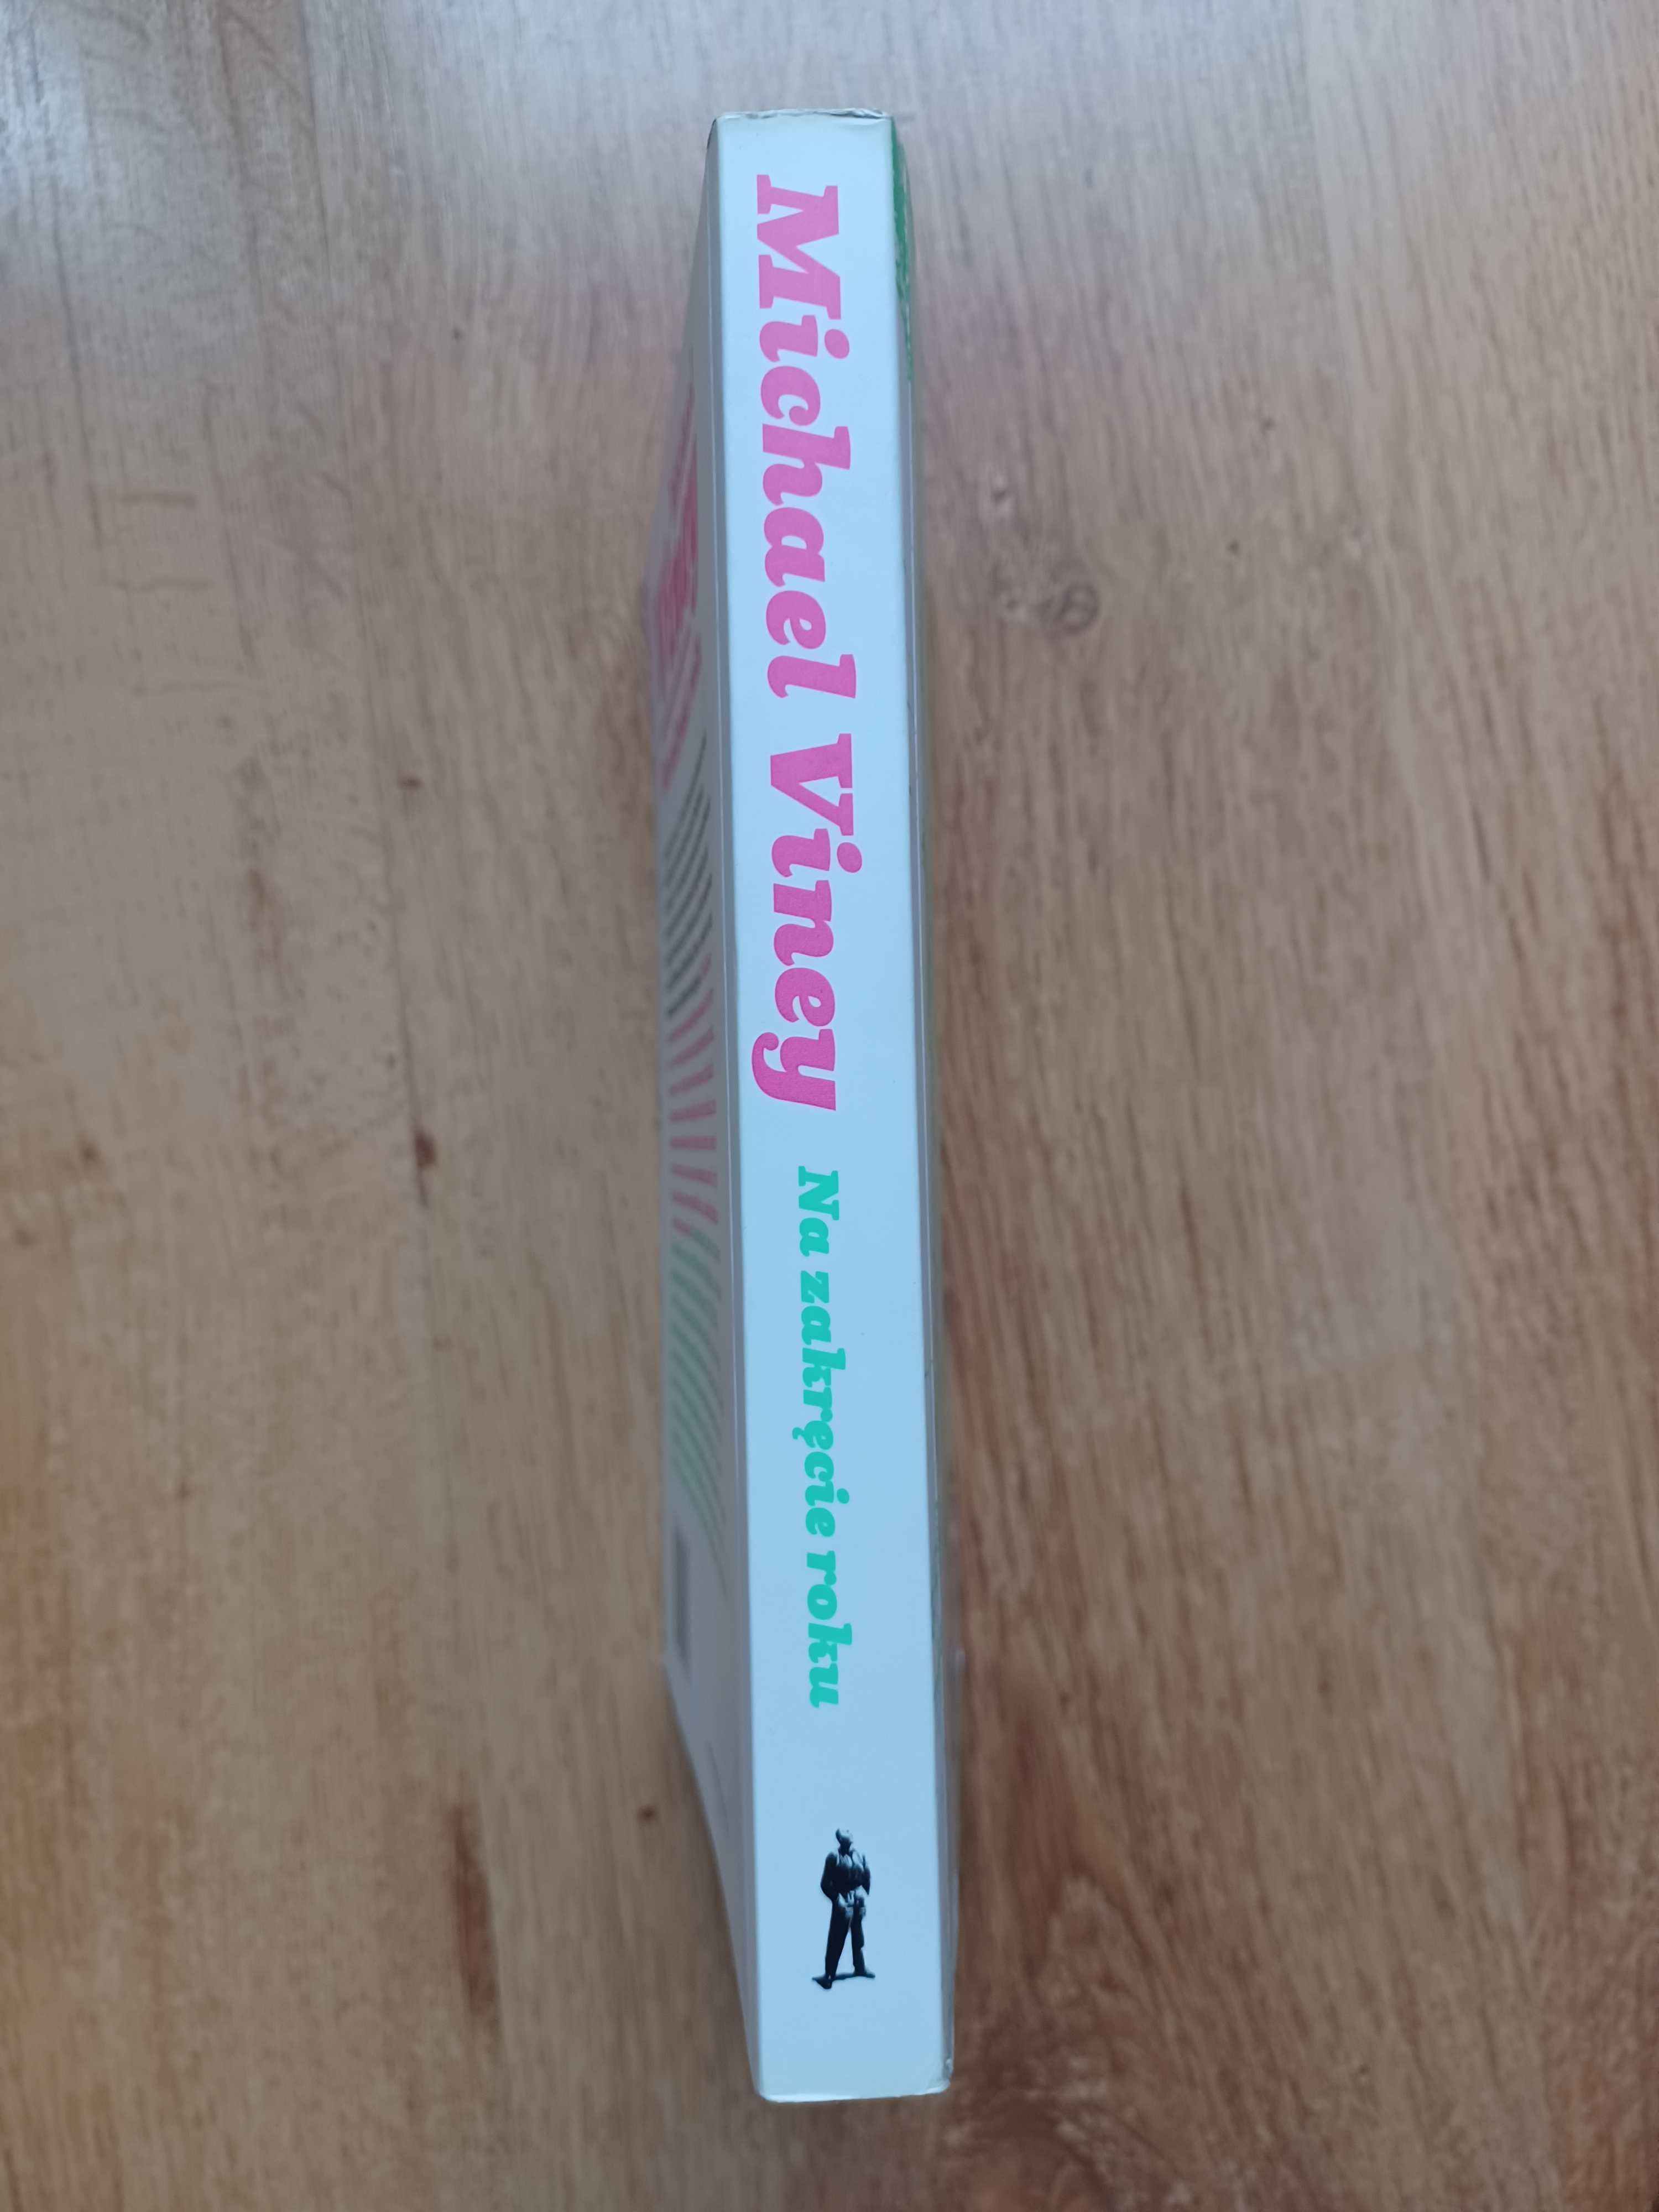 Michael Viney
Na zakręcie roku